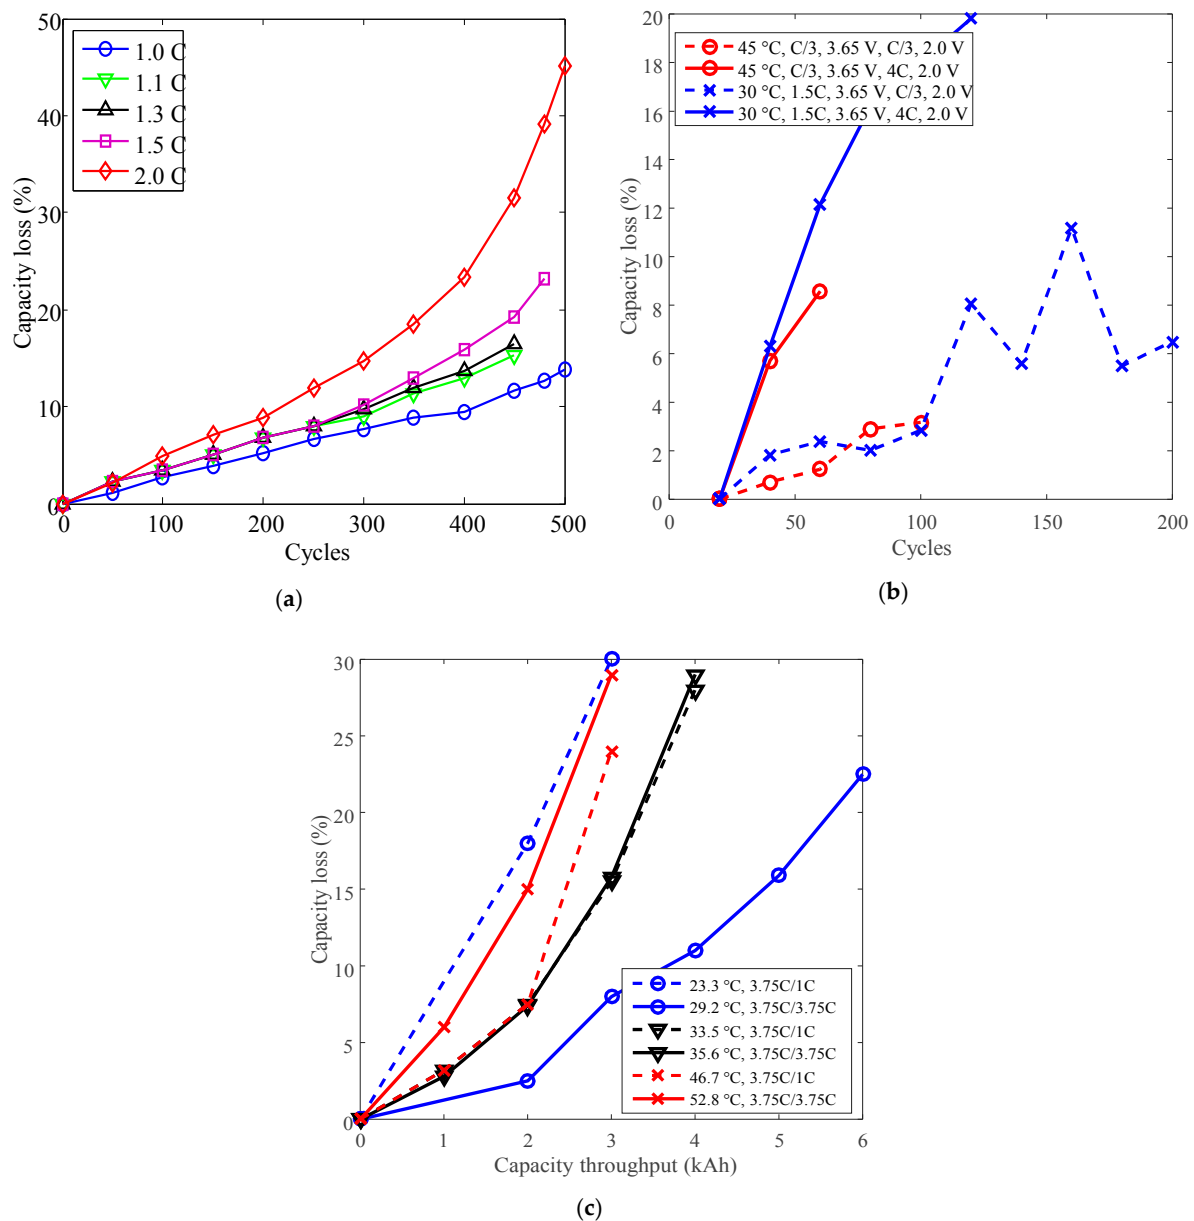 50
40
30
20
10
0
Capacity loss (%)
1.0 C
1.1 C
1.3 C
1.5 C
2.0 C
0 100 200 300 400 500
Cycles
(a)
20
18
16
14
12
10
8
6
4
2
0
Capacity loss (%)
45 °C, C/3, 3.65 V, C/3, 2.0 V
45 °C, C/3, 3.65 V, 4C, 2.0 V
30 °C, 1.5C, 3.65 V, C/3, 2.0 V
30 °C, 1.5C, 3.65 V, 4C, 2.0 V
0 50 100 150 200
Cycles
(b)
30
25
20
15
10
5
0
Capacity loss (%)
23.3 °C, 3.75C/1C
29.2 °C, 3.75C/3.75C
33.5 °C, 3.75C/1C
35.6 °C, 3.75C/3.75C
46.7 °C, 3.75C/1C
52.8 °C, 3.75C/3.75C
0 1 2 3 4 5 6
Capacity throughput (kAh)
(c)